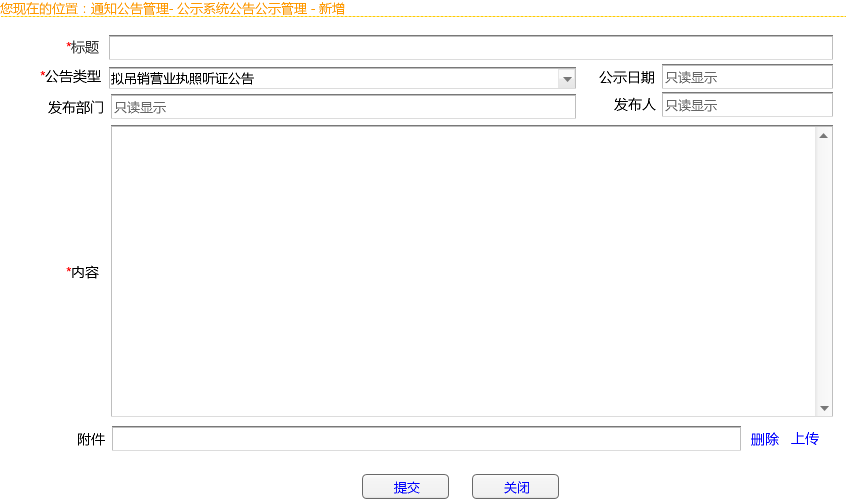 您现在的位置：通知公告管理- 公示系统公告公示管理 - 新增
*标题
*公告类型 拟吊销营业执照听证公告 公示日期 只读显示
发布部门 只读显示 发布人 只读显示
*内容
附件 删除 上传
提交 关闭